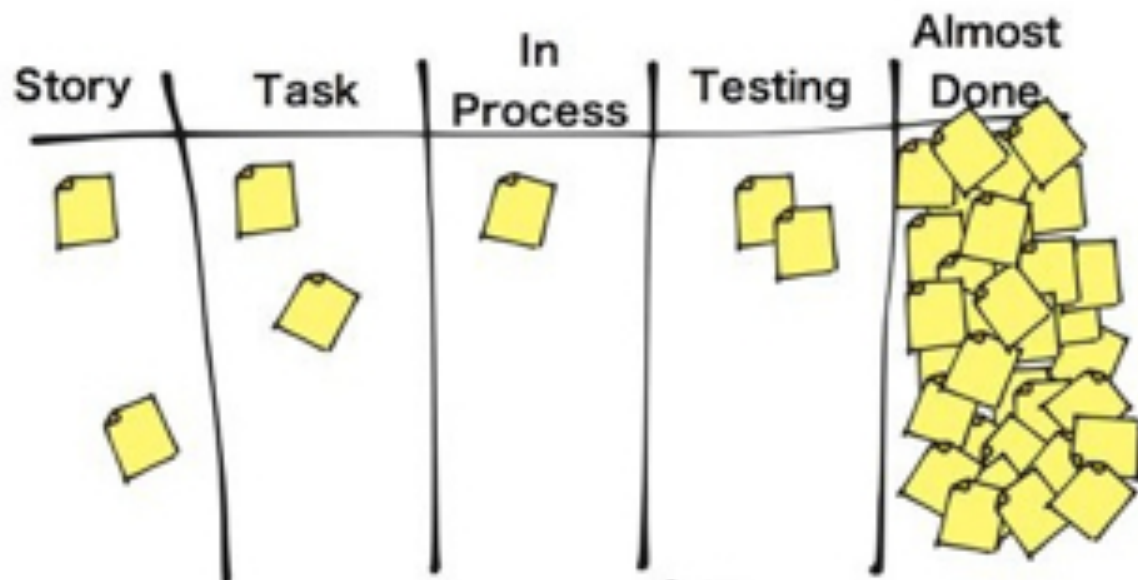 Story
Task
In
Process
Testing
Almost
Done